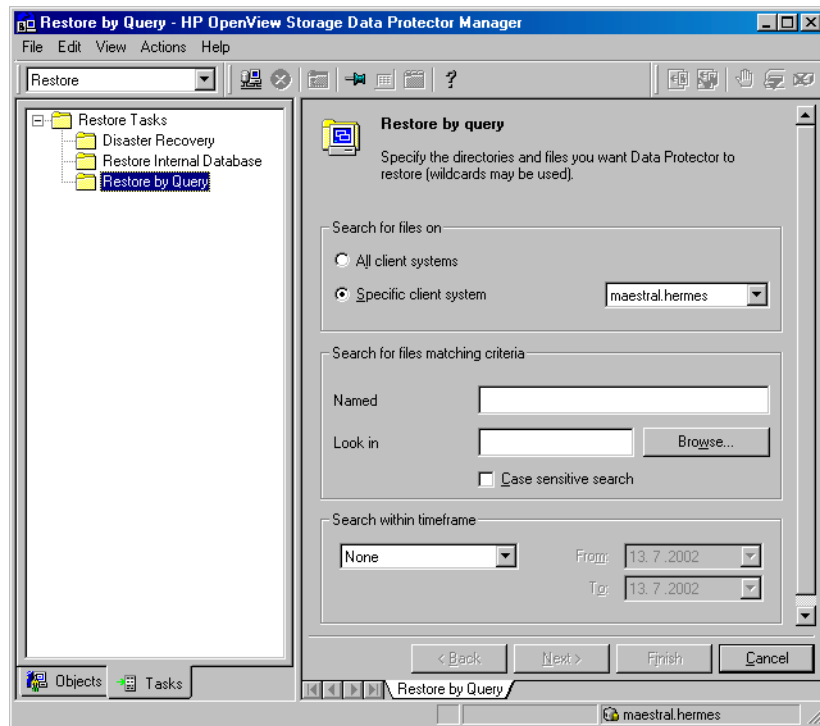 Restore by Query - HP OpenView Storage Data Protector Manager
File Edit View Actions Help
Restore
?
Restore Tasks
Disaster Recovery
Restore Internal Database
Restore by Query
Restore by query
Specify the directories and files you want Data Protector to
restore (wildcards may be used).
Search for files on
All client systems
Specific client system
maestral.hermes
Search for files matching criteria
Named
Look in
Browse...
Case sensitive search
Search within timeframe
None
From: 13. 7 .2002
To: 13. 7 .2002
< Back Next > Finish Cancel
Objects Tasks
Restore by Query
maestral.hermes